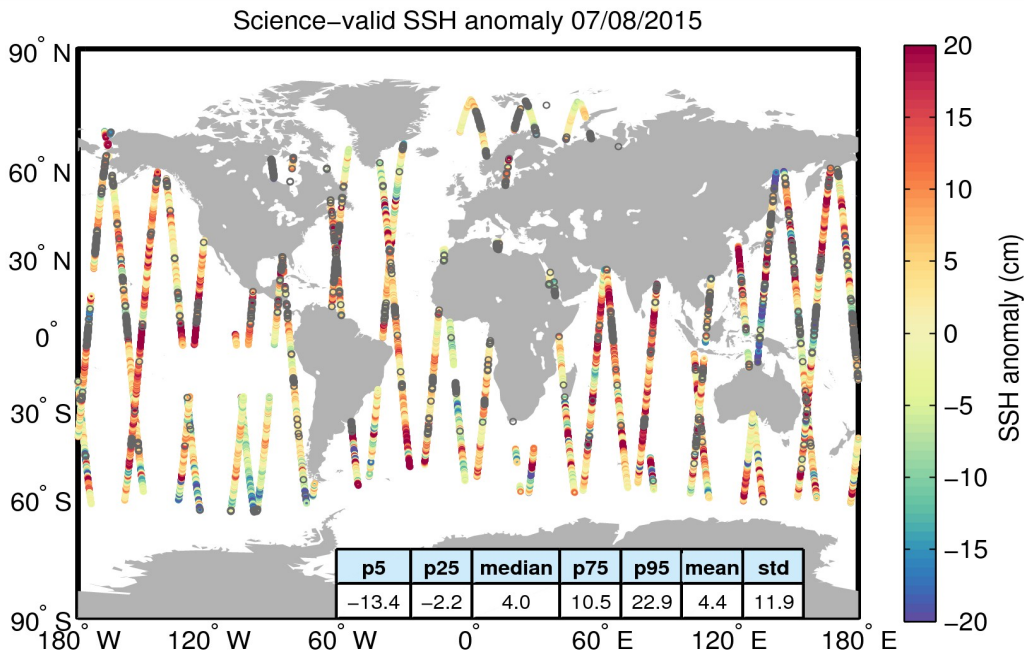 Science−valid SSH anomaly 07/08/2015
90° N
60° N
30° N
0°
30° S
60° S
90° S
180° W
120° W
60° W
0°
60° E
120° E
180° E
p5 p25 median p75 p95 mean std
−13.4 −2.2 4.0 10.5 22.9 4.4 11.9
20
15
10
5
0
−5
−10
−15
−20
SSH anomaly (cm)